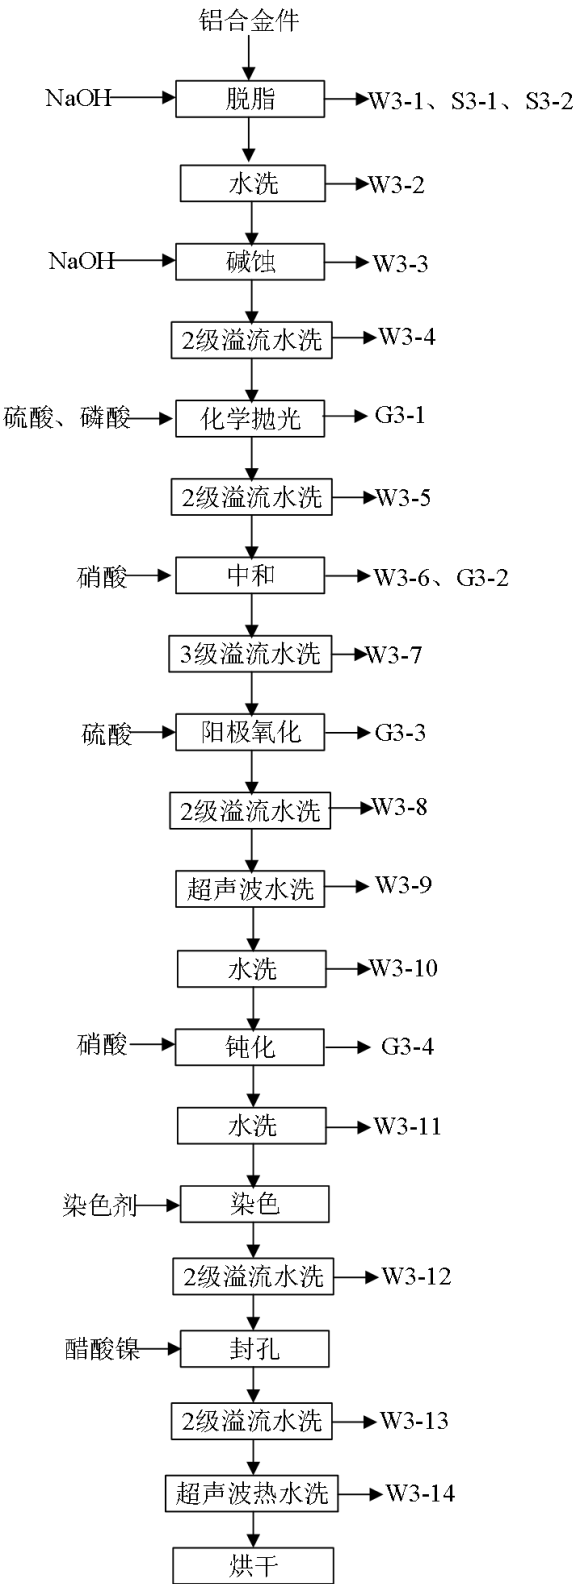 铝合金件
NaOH 脱脂 W3-1、S3-1、S3-2
水洗 W3-2
NaOH 碱蚀 W3-3
2级溢流水洗 W3-4
硫酸、磷酸 化学抛光 G3-1
2级溢流水洗 W3-5
硝酸 中和 W3-6、G3-2
3级溢流水洗 W3-7
硫酸 阳极氧化 G3-3
2级溢流水洗 W3-8
超声波水洗 W3-9
水洗 W3-10
硝酸 钝化 G3-4
水洗 W3-11
染色剂 染色
2级溢流水洗 W3-12
醋酸镍 封孔
2级溢流水洗 W3-13
超声波热水洗 W3-14
烘干